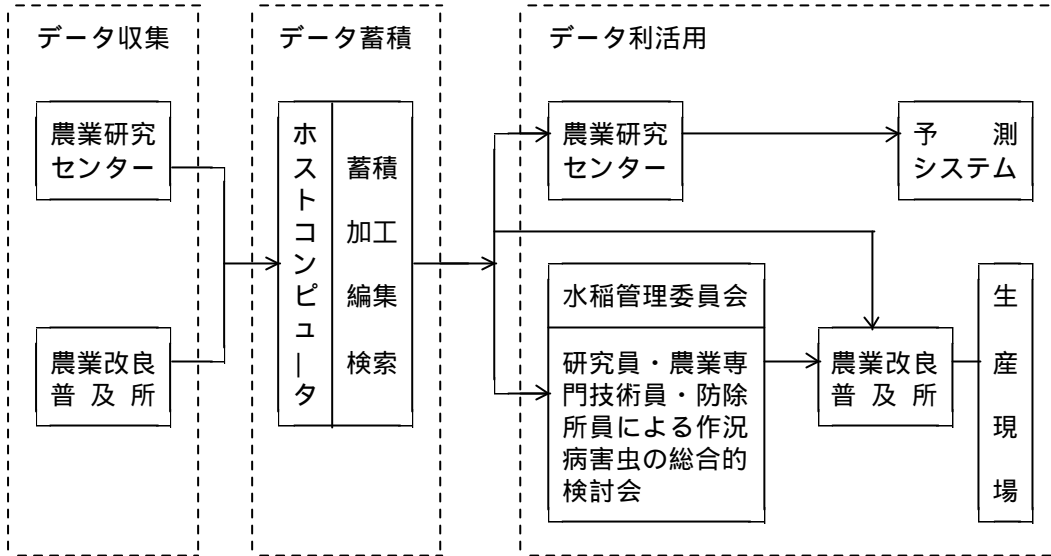 データ収集
農業研究
センター
農業改良
普及所
データ蓄積
ホストコンピュータ
蓄積
加工
編集
検索
データ利活用
農業研究
センター
予測
システム
水稲管理委員会
研究員・農業専
門技術員・防除
所員による作況
病害虫の総合的
検討会
農業改良
普及所
生産現場